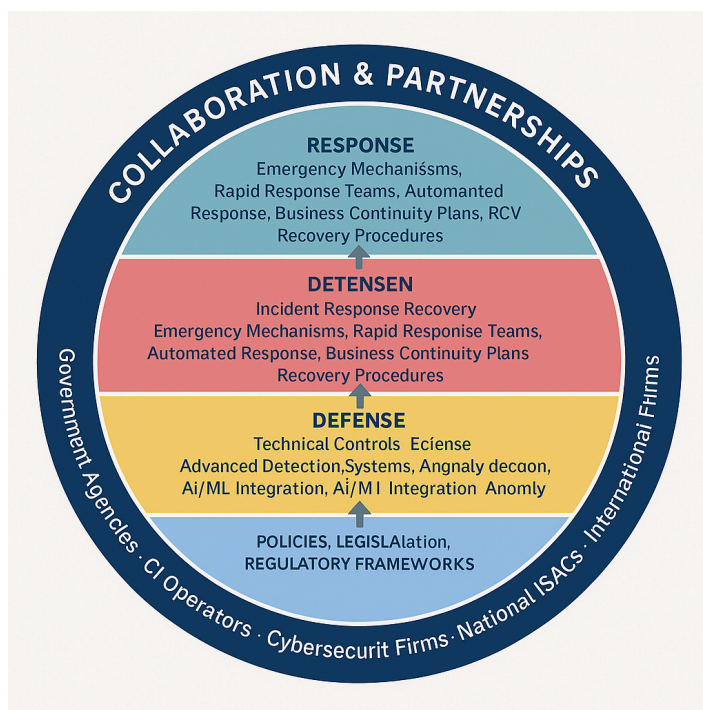 COLLABORATION & PARTNERSHIPS
RESPONSE
Emergency Mechaniśsms,
Rapid Response Teams, Automanted
Response, Business Continuity Plans, RCV
Recovery Procedures
DETENSEN
Incident Response Recovery
Emergency Mechanisms, Rapid Responise Teams,
Automated Response, Business Continuity Plans
Recovery Procedures
DEFENSE
Technical Controls Ecíense
Advanced Detection,Systems, Angnaly decaon,
Ai/ML Integration, Aİ/M I Integration Anomly
POLICIES, LEGISLAlation,
REGULATORY FRAMEWORKS
Government Agencies · CI Operators · Cybersecurit Firms · National ISACs · Internationai FHrms